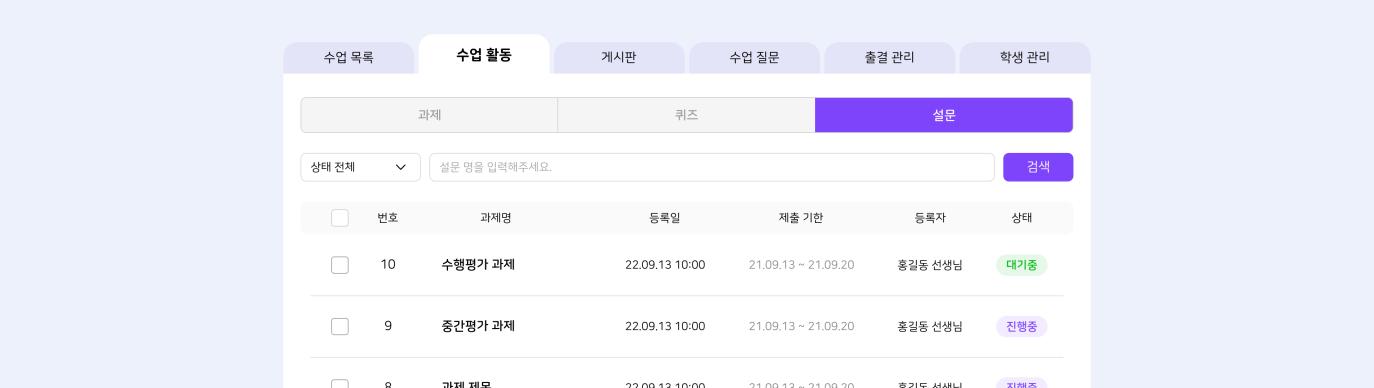 수업 목록 수업 활동 게시판 수업 질문 출결 관리 학생 관리
과제 퀴즈 설문
상태 전체 설문 명을 입력해주세요. 검색
번호 과제명 등록일 제출 기한 등록자 상태
10 수행평가 과제 22.09.13 10:00 21.09.13 ~ 21.09.20 홍길동 선생님 대기중
9 중간평가 과제 22.09.13 10:00 21.09.13 ~ 21.09.20 홍길동 선생님 진행중
8 과제 제목 22.09.13 10:00 21.09.13 ~ 21.09.20 홍길동 선생님 진행중